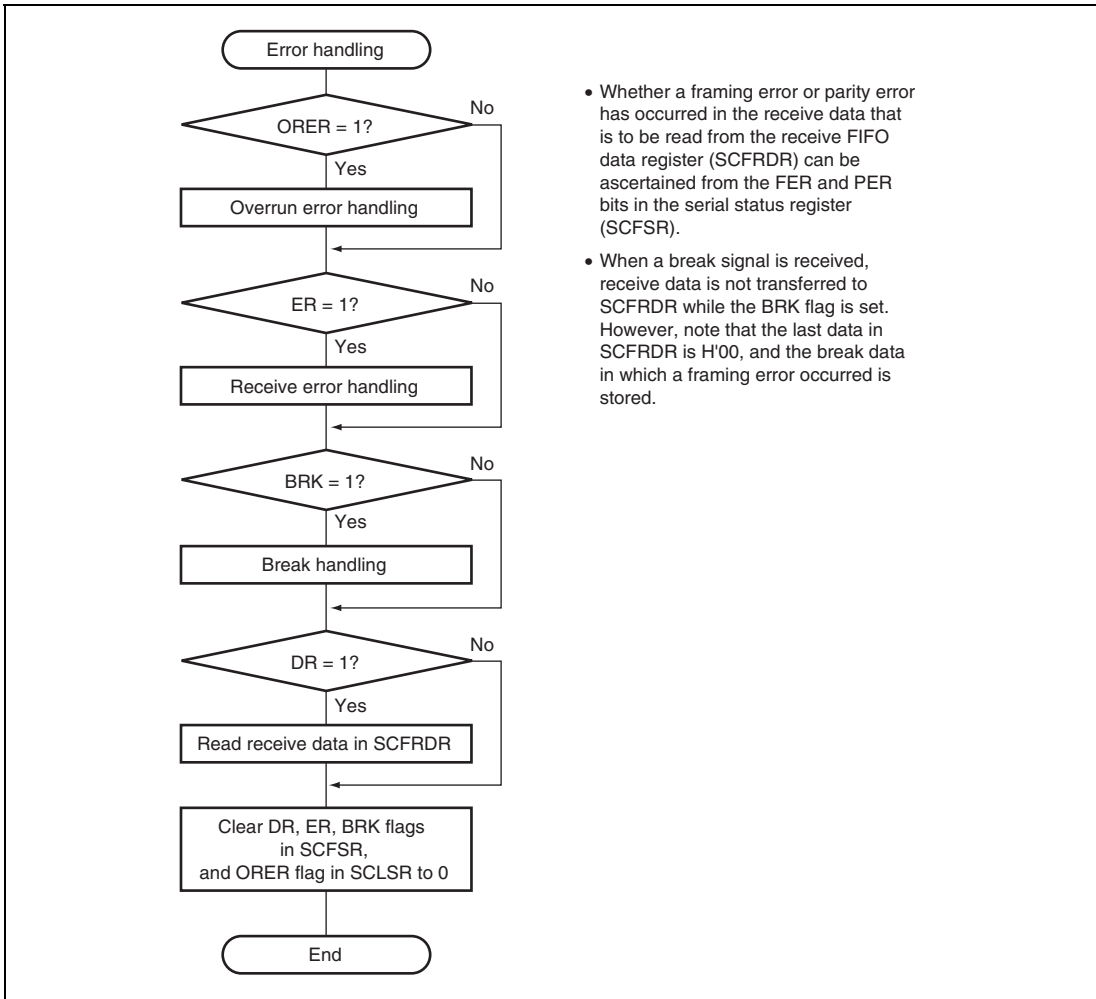 Error handling
No
ORER = 1?
Yes
Overrun error handling
No
ER = 1?
Yes
Receive error handling
No
BRK = 1?
Yes
Break handling
No
DR = 1?
Yes
Read receive data in SCFRDR
Clear DR, ER, BRK flags
in SCFSR,
and ORER flag in SCLSR to 0
End
• Whether a framing error or parity error
has occurred in the receive data that
is to be read from the receive FIFO
data register (SCFRDR) can be
ascertained from the FER and PER
bits in the serial status register
(SCFSR).
• When a break signal is received,
receive data is not transferred to
SCFRDR while the BRK flag is set.
However, note that the last data in
SCFRDR is H'00, and the break data
in which a framing error occurred is
stored.